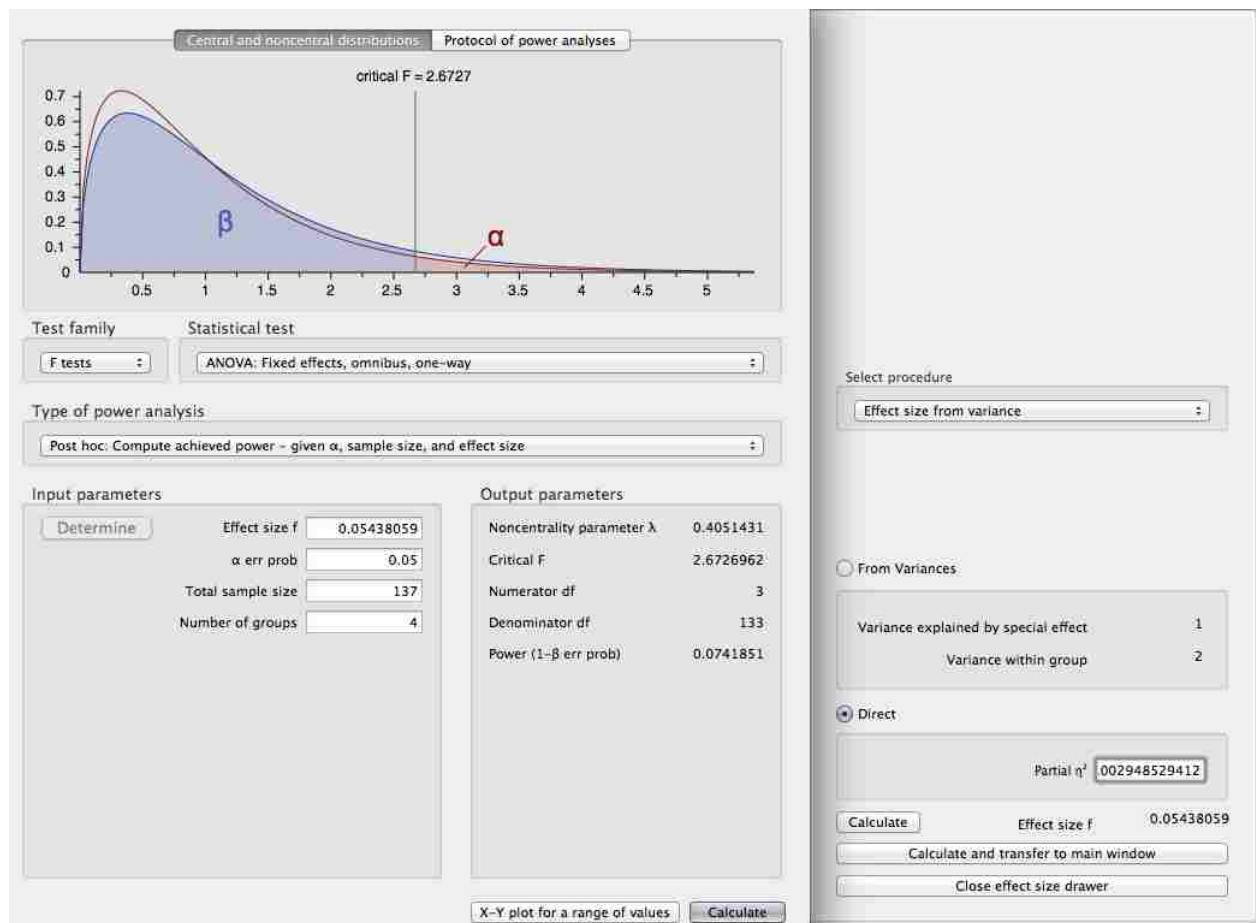 Central and noncentral distributions Protocol of power analyses
critical F = 2.6727
0.7
0.6
0.5
0.4
0.3
0.2
0.1
0
β
α
0.5 1 1.5 2 2.5 3 3.5 4 4.5 5
Test family Statistical test
F tests ANOVA: Fixed effects, omnibus, one-way
Type of power analysis
Post hoc: Compute achieved power - given α, sample size, and effect size
Input parameters
Determine Effect size f 0.05438059
α err prob 0.05
Total sample size 137
Number of groups 4
Output parameters
Noncentrality parameter λ 0.4051431
Critical F 2.6726962
Numerator df 3
Denominator df 133
Power (1-β err prob) 0.0741851
X-Y plot for a range of values Calculate
Select procedure
Effect size from variance
From Variances
Variance explained by special effect 1
Variance within group 2
Direct
Partial η² .002948529412
Calculate Effect size f 0.05438059
Calculate and transfer to main window
Close effect size drawer